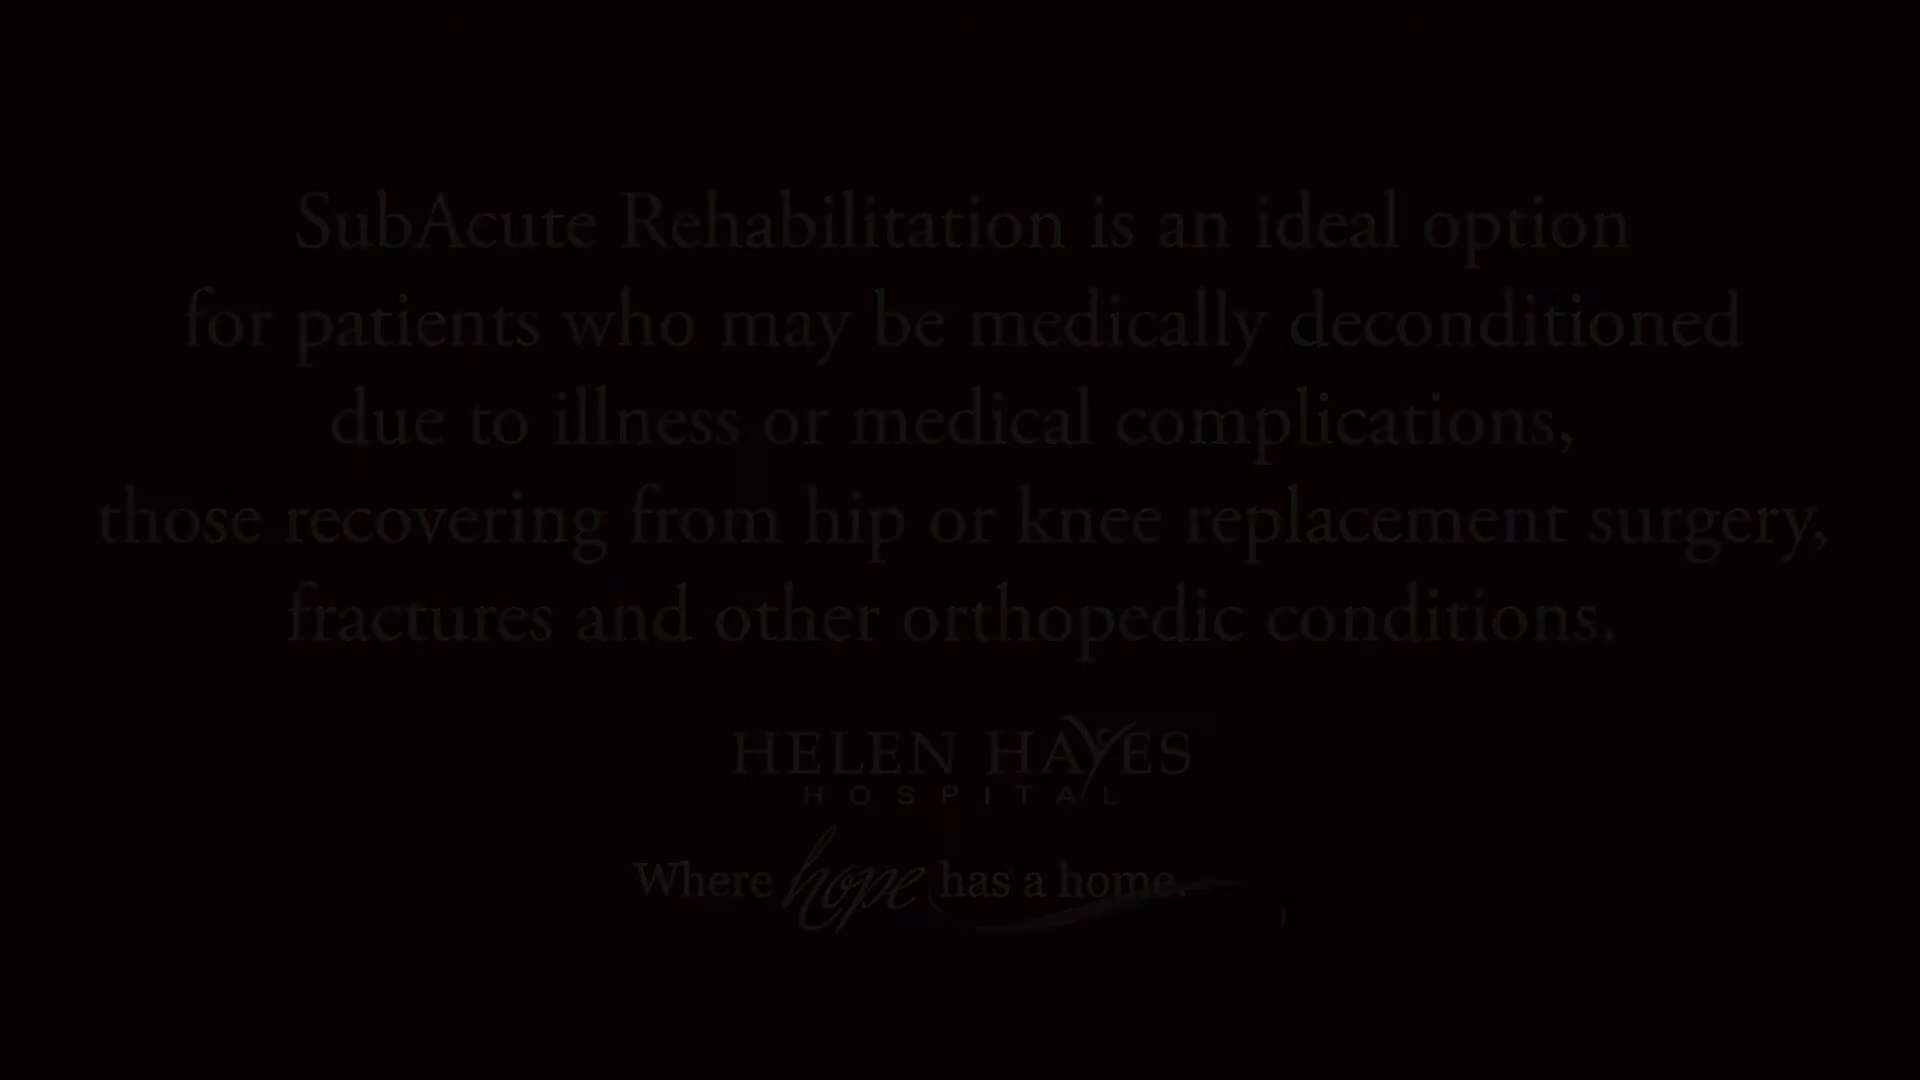 SubAcute Rehabilitation is an ideal option
for patients who may be medically deconditioned
due to illness or medical complications,
those recovering from hip or knee replacement surgery,
fractures and other orthopedic conditions.
HELEN HAYES
HOSPITAL
Where hope has a home.